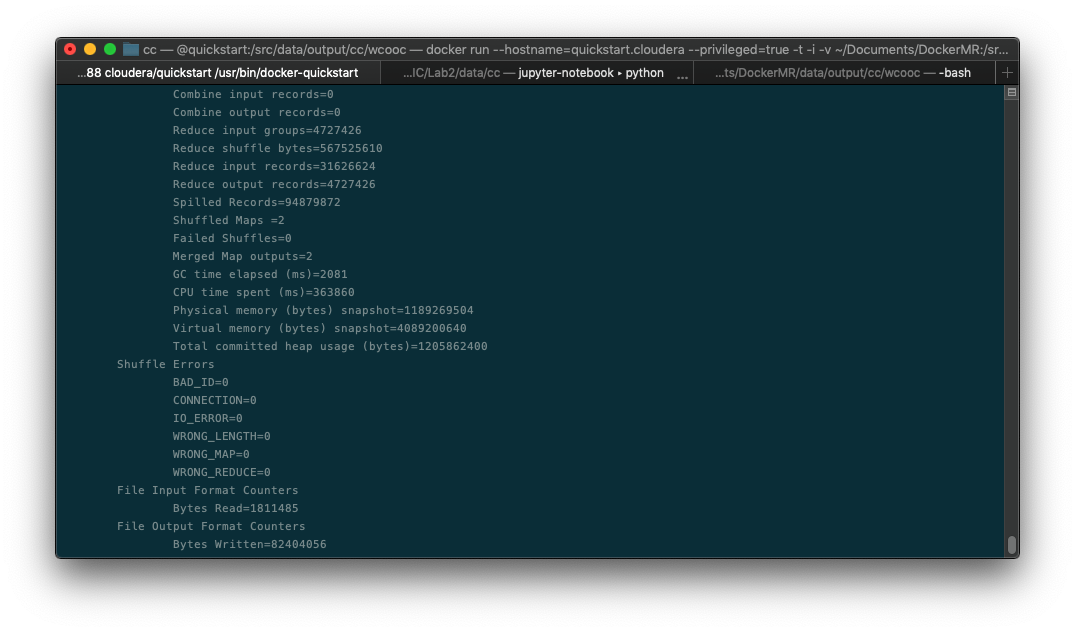 cc — @quickstart:/src/data/output/cc/wcooc — docker run --hostname=quickstart.cloudera --privileged=true -t -i -v ~/Documents/DockerMR:/sr...
...88 cloudera/quickstart /usr/bin/docker-quickstart
...IC/Lab2/data/cc — jupyter-notebook ▸ python ...
...ts/DockerMR/data/output/cc/wcooc — -bash +
Combine input records=0
Combine output records=0
Reduce input groups=4727426
Reduce shuffle bytes=567525610
Reduce input records=31626624
Reduce output records=4727426
Spilled Records=94879872
Shuffled Maps =2
Failed Shuffles=0
Merged Map outputs=2
GC time elapsed (ms)=2081
CPU time spent (ms)=363860
Physical memory (bytes) snapshot=1189269504
Virtual memory (bytes) snapshot=4089200640
Total committed heap usage (bytes)=1205862400
Shuffle Errors
BAD_ID=0
CONNECTION=0
IO_ERROR=0
WRONG_LENGTH=0
WRONG_MAP=0
WRONG_REDUCE=0
File Input Format Counters
Bytes Read=1811485
File Output Format Counters
Bytes Written=82404056